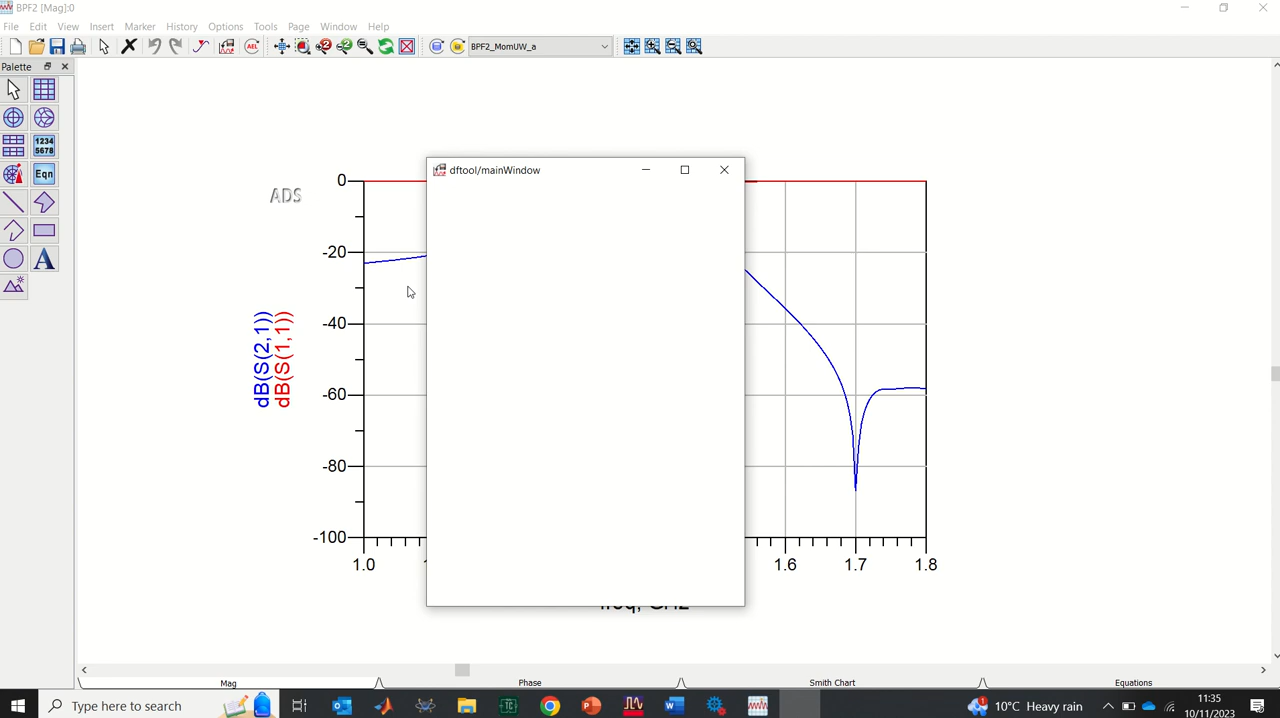 BPF2 [Mag]:0
File Edit View Insert Marker History Options Tools Page Window Help
AEL BPF2_MomUW_a
Palette
1234
5678
Eqn
A
dftool/mainWindow
ADS
0
-20
-40
-60
-80
-100
dB(S(2,1))
dB(S(1,1))
1.0 1.6 1.7 1.8
freq, GHz
Mag Phase Smith Chart Equations
Type here to search
10°C Heavy rain
11:35
10/11/2023